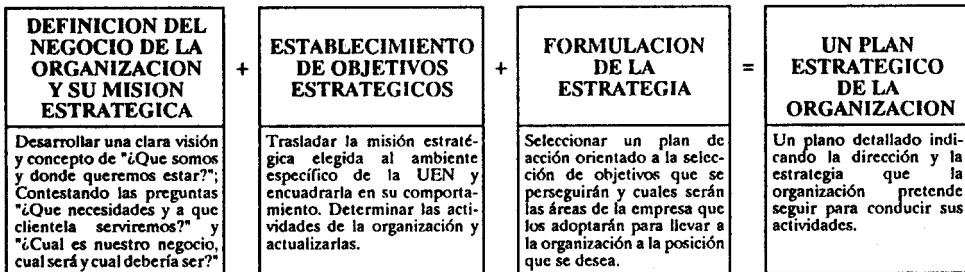 DEFINICION DEL
NEGOCIO DE LA
ORGANIZACION
Y SU MISION
ESTRATEGICA
Desarrollar una clara visión
y concepto de "¿Que somos
y donde queremos estar?";
Contestando las preguntas
"¿Que necesidades y a que
clientela serviremos?" y
"¿Cual es nuestro negocio,
cual será y cual debería ser?"
+
ESTABLECIMIENTO
DE OBJETIVOS
ESTRATEGICOS
Trasladar la misión estraté-
gica elegida al ambiente
específico de la UEN y
encuadrarla en su comporta-
miento. Determinar las acti-
vidades de la organización y
actualizarlas.
+
FORMULACION
DE LA
ESTRATEGIA
Seleccionar un plan de
acción orientado a la selec-
ción de objetivos que se
perseguirán y cuales serán
las áreas de la empresa que
los adoptarán para llevar a
la organización a la posición
que se desea.
=
UN PLAN
ESTRATEGICO
DE LA
ORGANIZACION
Un plano detallado indi-
cando la dirección y la
estrategia que la
organización pretende
seguir para conducir sus
actividades.